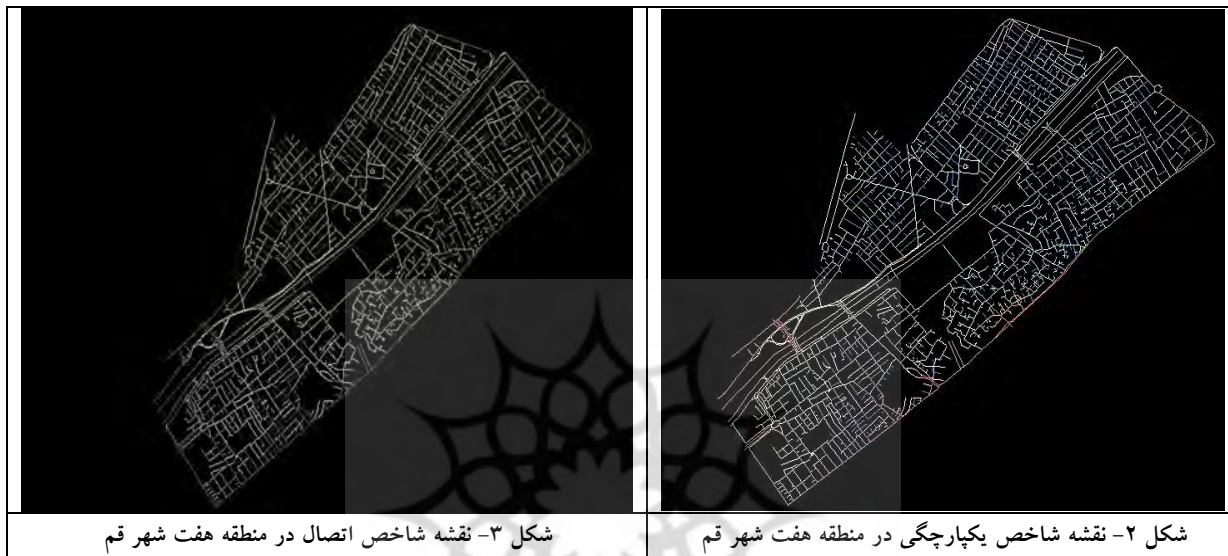 شکل ۲- نقشه شاخص یکپارچگی در منطقه هفت شهر قم
شکل ۳- نقشه شاخص اتصال در منطقه هفت شهر قم